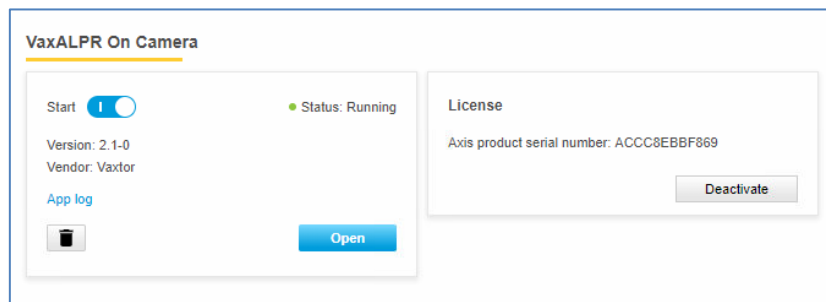 VaxALPR On Camera
Start
Status: Running
Version: 2.1-0
Vendor: Vaxtor
App log
Open
License
Axis product serial number: ACCC8EBBF869
Deactivate